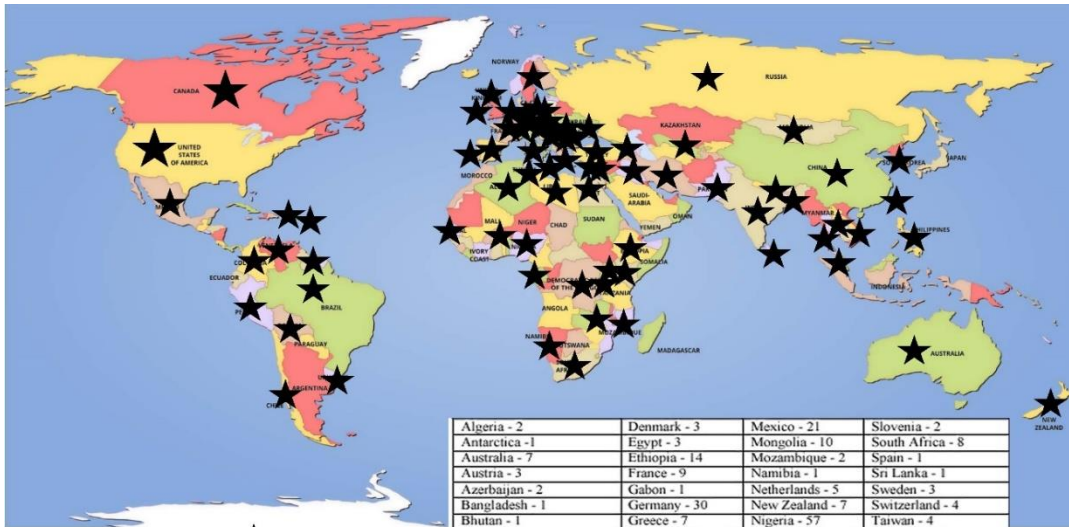 NORWAY
RUSSIA
CANADA
KAZAKHSTAN
UNITED
STATES
OF AMERICA
CHINA
JAPAN
MOROCCO
SAUDI-
ARABIA
OMAN
MYANMAR
MALI
NIGER
CHAD
SUDAN
YEMEN
PHILIPPINES
IVORY
COAST
SOMALIA
ECUADOR
INDONESIA
BRAZIL
ANGOLA
TANZANIA
PARAGUAY
MADAGASCAR
AUSTRALIA
ARGENTINA
NEW
ZEALAND
Algeria - 2 Denmark - 3 Mexico - 21 Slovenia - 2
Antarctica -1 Egypt - 3 Mongolia - 10 South Africa - 8
Australia - 7 Ethiopia - 14 Mozambique - 2 Spain - 1
Austria - 3 France - 9 Namibia - 1 Sri Lanka - 1
Azerbaijan - 2 Gabon - 1 Netherlands - 5 Sweden - 3
Bangladesh - 1 Germany - 30 New Zealand - 7 Switzerland - 4
Bhutan - 1 Greece - 7 Nigeria - 57 Taiwan - 4